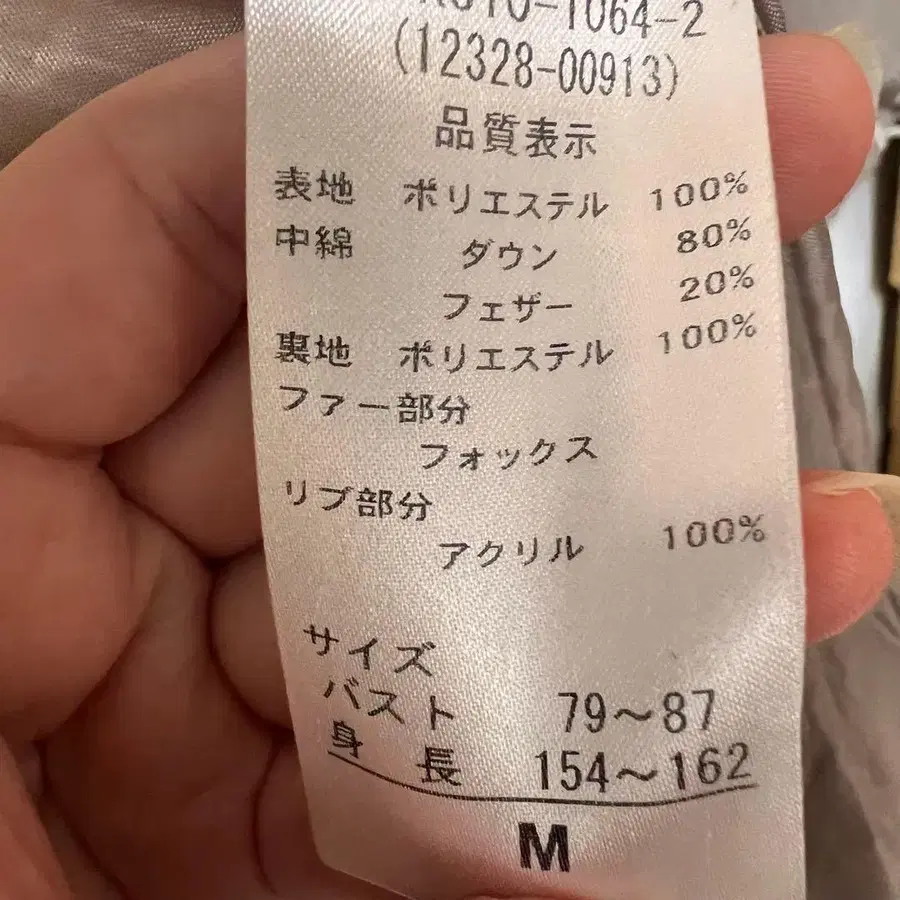 -1064-2
(12328-00913)
品質表示
表地 ポリエステル 100%
中綿 ダウン 80%
フェザー 20%
裏地 ポリエステル 100%
ファー部分
フォックス
リブ部分
アクリル 100%
サイズ
バスト 79～87
身長 154～162
M